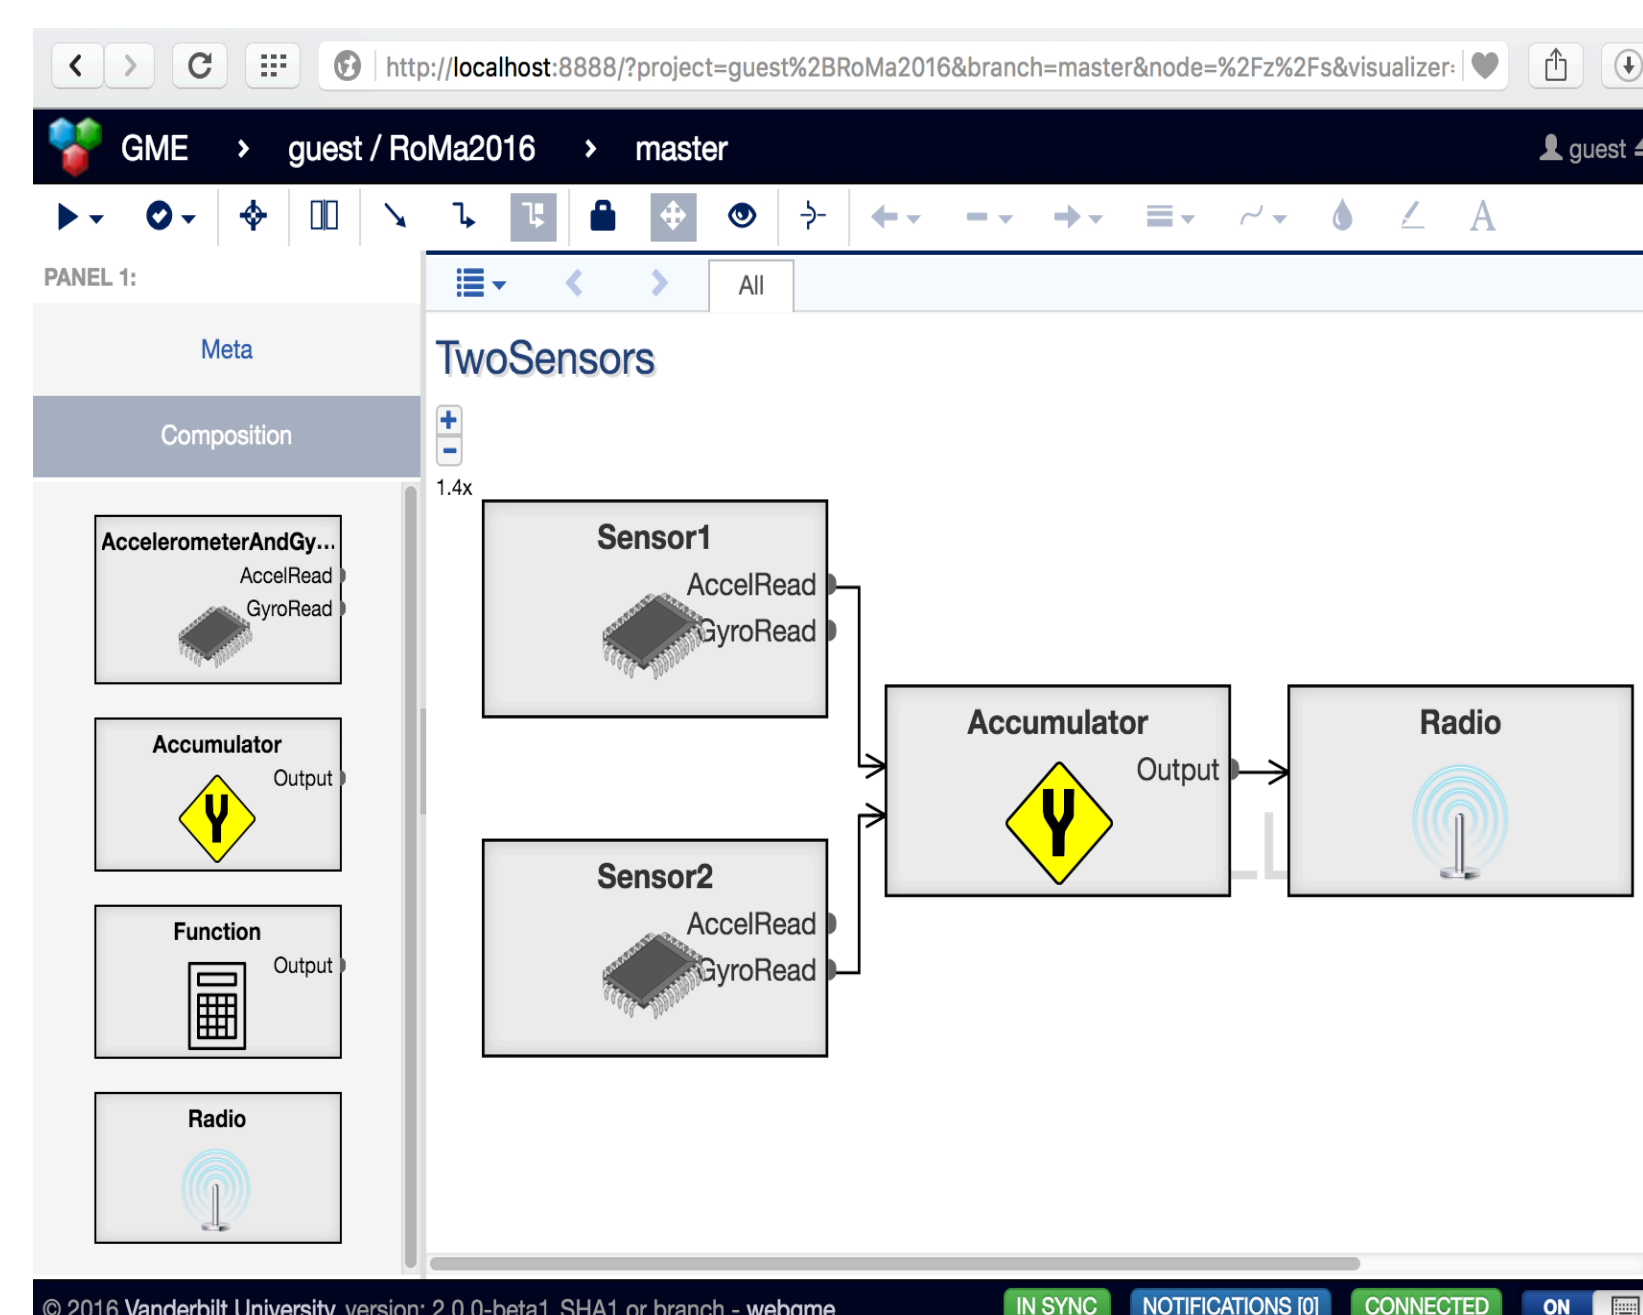 http://localhost:8888/?project=guest%2BRoMa2016&branch=master&node=%2Fz%2Fs&visualizer:
GME › guest / RoMa2016 › master
guest
A
PANEL 1:
All
Meta
Composition
TwoSensors
1.4x
AccelerometerAndGy...
AccelRead
GyroRead
Accumulator
Output
Function
Output
Radio
Sensor1
AccelRead
GyroRead
Sensor2
AccelRead
GyroRead
Accumulator
Output
Radio
© 2016 Vanderbilt University version: 2.0.0-beta1 SHA1 or branch - webgme
IN SYNC
NOTIFICATIONS [0]
CONNECTED
ON